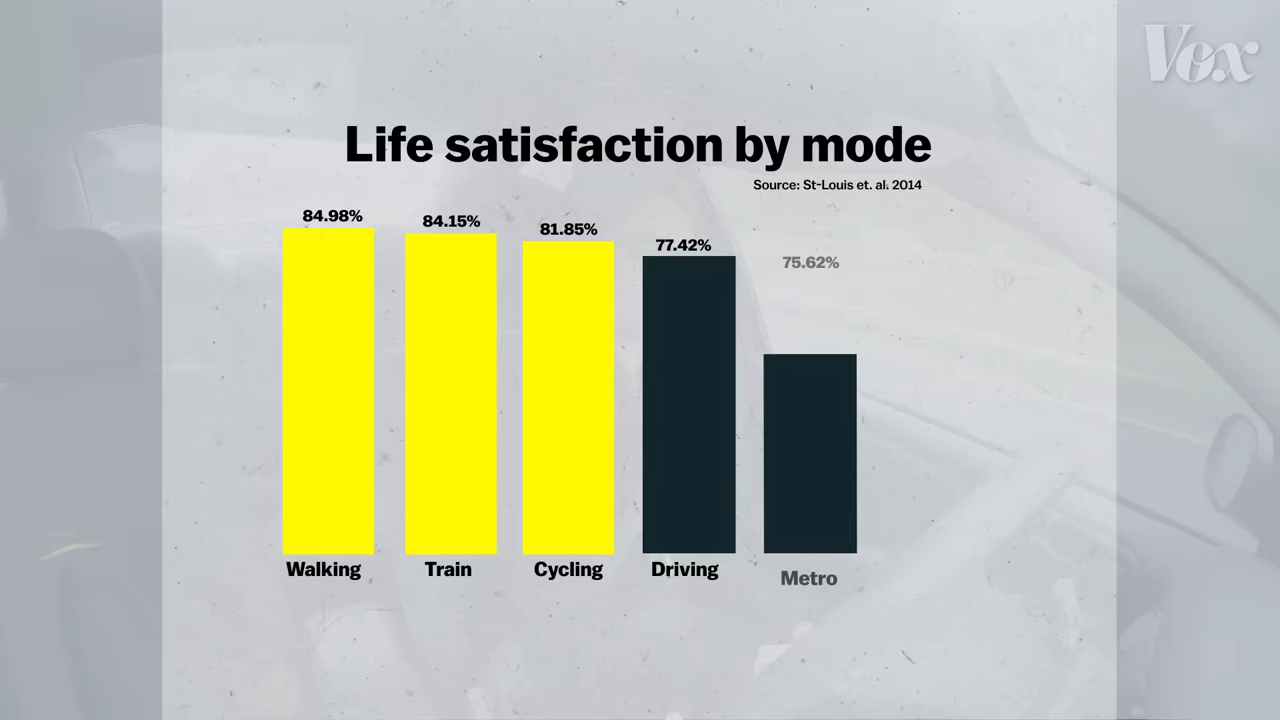 Vox
Life satisfaction by mode
Source: St-Louis et. al. 2014
84.98%
84.15%
81.85%
77.42%
75.62%
Walking
Train
Cycling
Driving
Metro